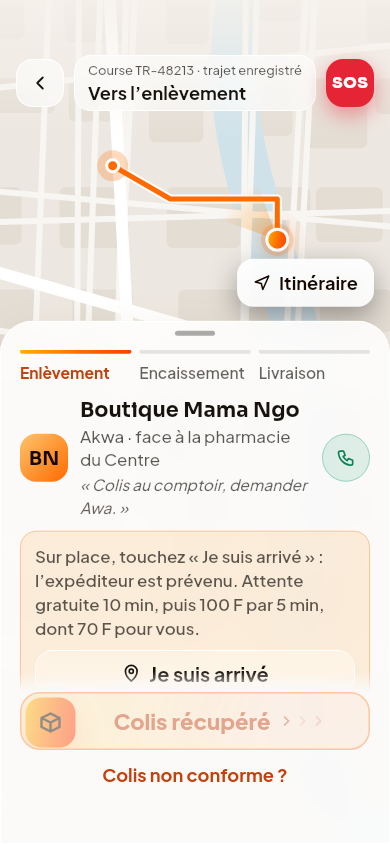 Course TR-48213 · trajet enregistré
Vers l’enlèvement
SOS
Itinéraire
Enlèvement
Encaissement
Livraison
BN
Boutique Mama Ngo
Akwa · face à la pharmacie
du Centre
« Colis au comptoir, demander
Awa. »
Sur place, touchez « Je suis arrivé » :
l’expéditeur est prévenu. Attente
gratuite 10 min, puis 100 F par 5 min,
dont 70 F pour vous.
Je suis arrivé
Colis récupéré
Colis non conforme ?